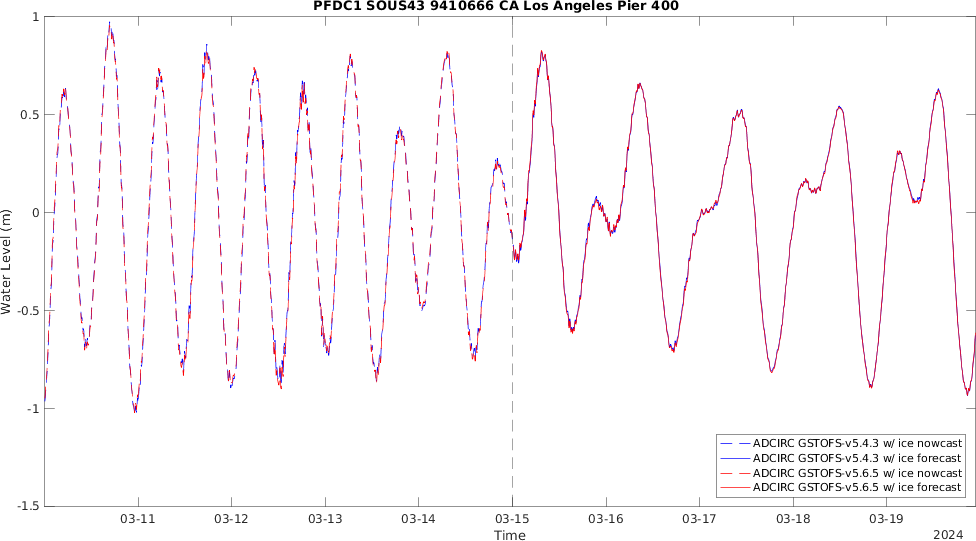 PFDC1 SOUS43 9410666 CA Los Angeles Pier 400
1
0.5
0
-0.5
-1
-1.5
Water Level (m)
03-11 03-12 03-13 03-14 03-15 03-16 03-17 03-18 03-19
Time
2024
ADCIRC GSTOFS-v5.4.3 w/ ice nowcast
ADCIRC GSTOFS-v5.4.3 w/ ice forecast
ADCIRC GSTOFS-v5.6.5 w/ ice nowcast
ADCIRC GSTOFS-v5.6.5 w/ ice forecast